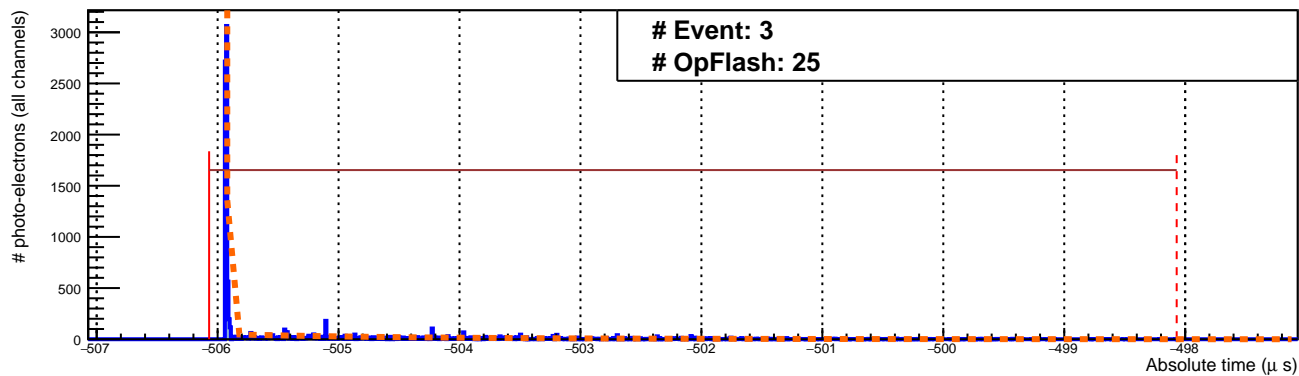 # Event: 3
# OpFlash: 25
# photo-electrons (all channels)
3000
2500
2000
1500
1000
500
0
−507 −506 −505 −504 −503 −502 −501 −500 −499 −498
Absolute time (μ s)